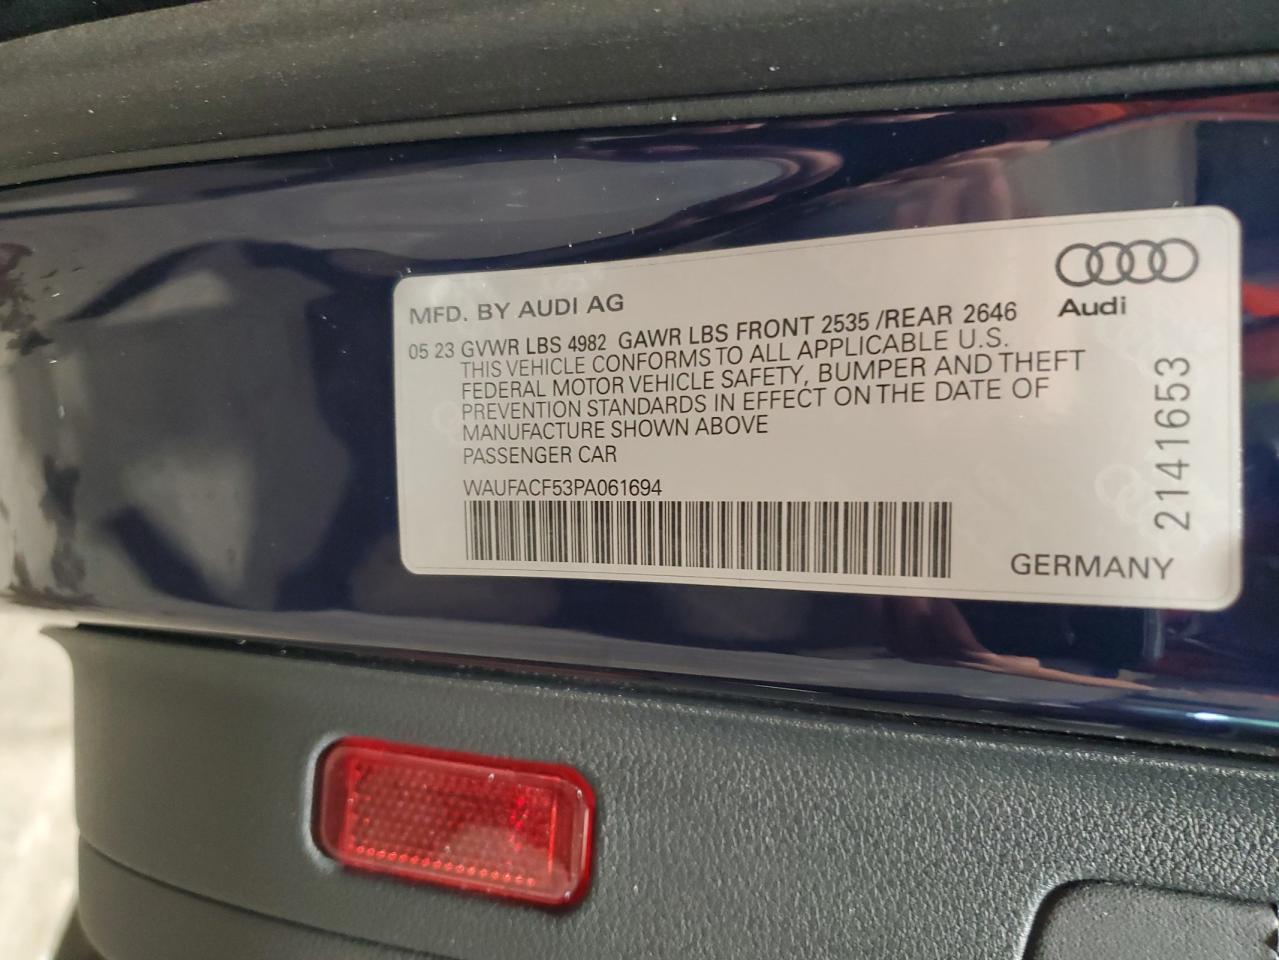 MFD. BY AUDI AG
Audi
05 23 GVWR LBS 4982 GAWR LBS FRONT 2535 /REAR 2646
THIS VEHICLE CONFORMS TO ALL APPLICABLE U.S.
FEDERAL MOTOR VEHICLE SAFETY, BUMPER AND THEFT
PREVENTION STANDARDS IN EFFECT ON THE DATE OF
MANUFACTURE SHOWN ABOVE
PASSENGER CAR
WAUFACF53PA061694
GERMANY
2141653